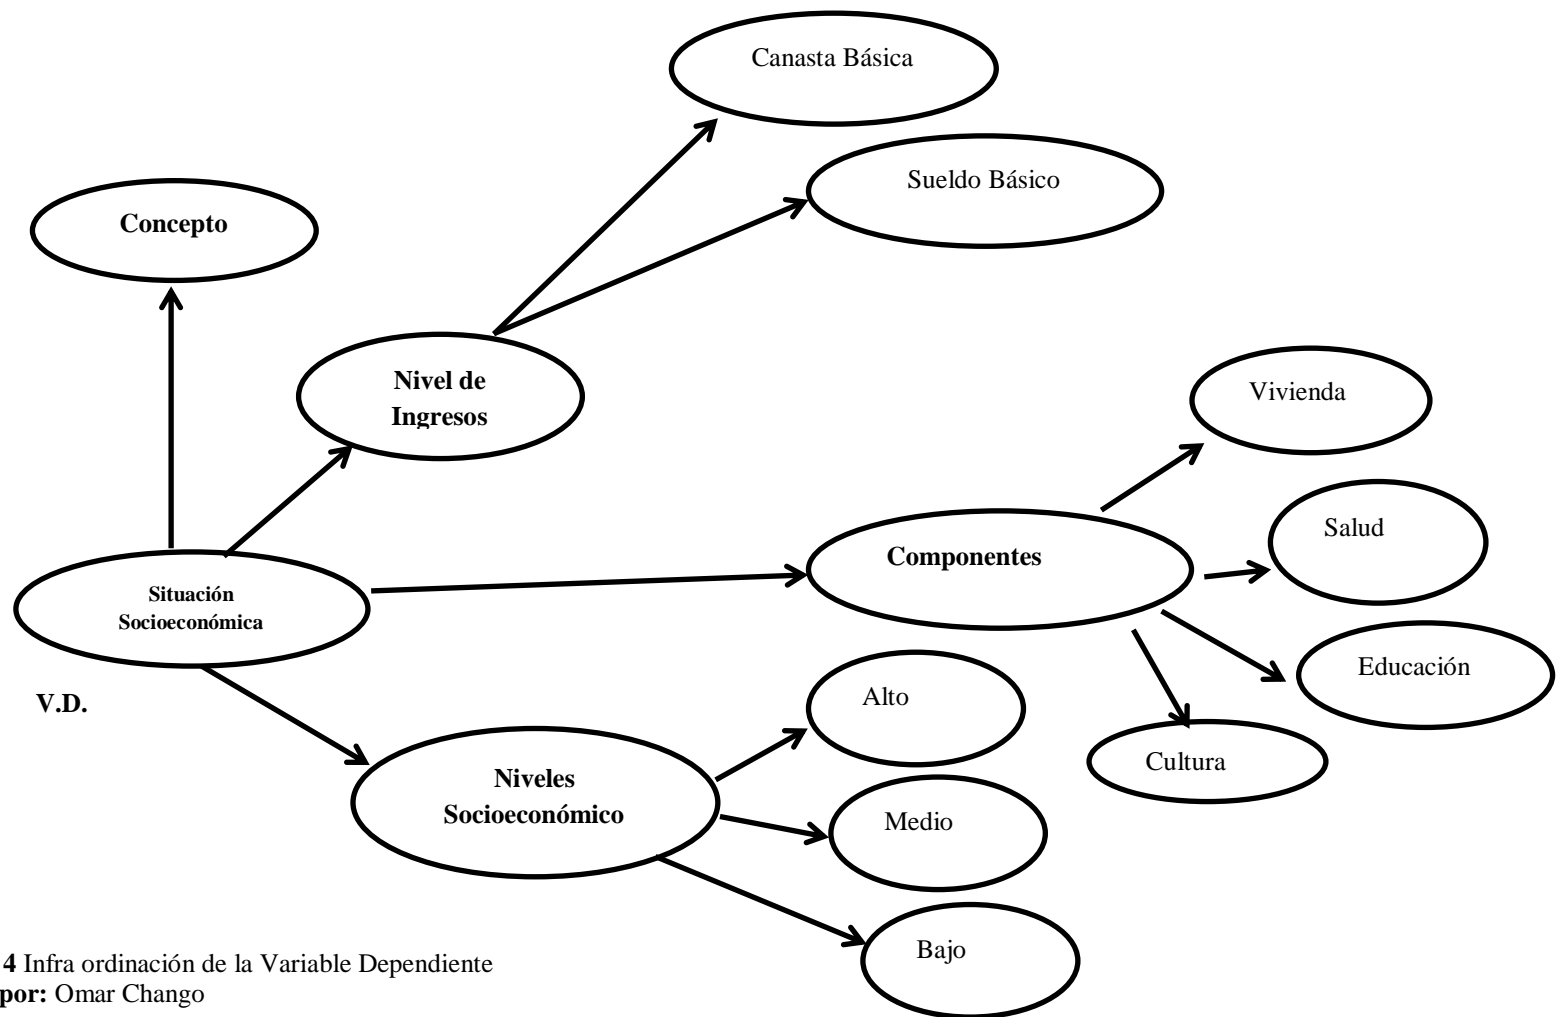 Canasta Básica
Sueldo Básico
Concepto
Nivel de
Ingresos
Vivienda
Salud
Componentes
Situación
Socioeconómica
Educación
V.D.
Alto
Cultura
Niveles
Socioeconómico
Medio
Bajo
4 Infra ordinación de la Variable Dependiente
por: Omar Chango